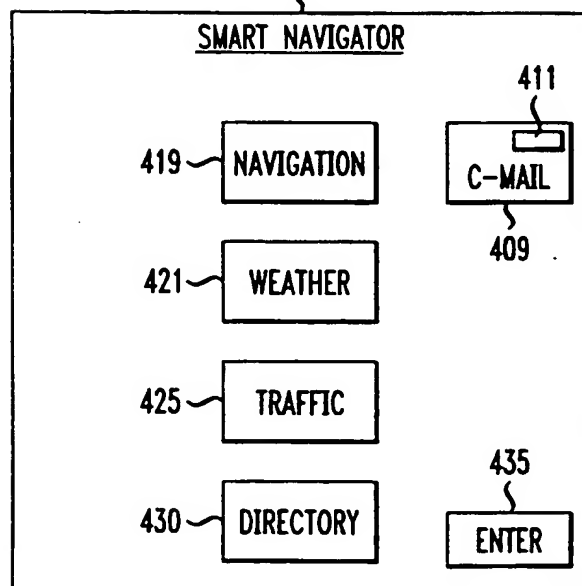 SMART NAVIGATOR
411
419 NAVIGATION
C-MAIL
409
421 WEATHER
425 TRAFFIC
435
430 DIRECTORY
ENTER